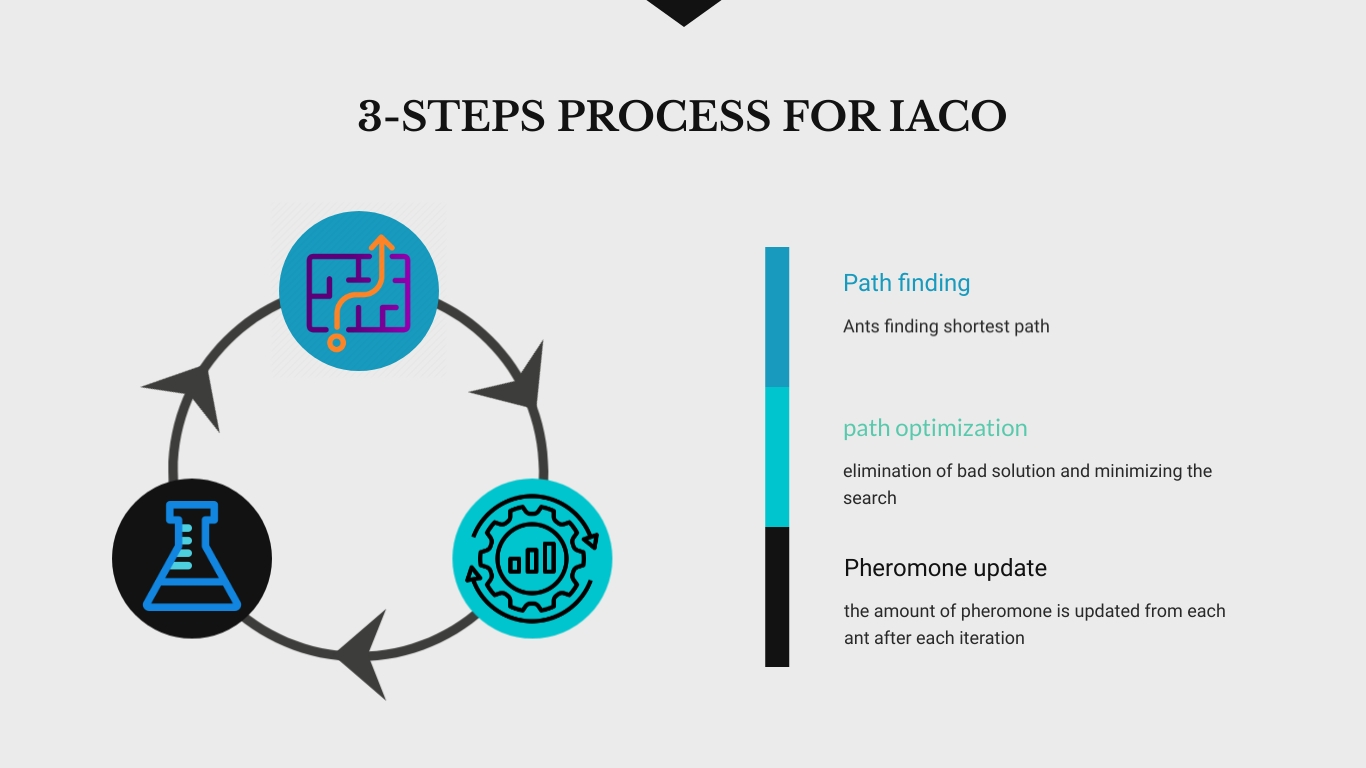 3-STEPS PROCESS FOR IACO
Path finding
Ants finding shortest path
path optimization
elimination of bad solution and minimizing the
search
Pheromone update
the amount of pheromone is updated from each
ant after each iteration